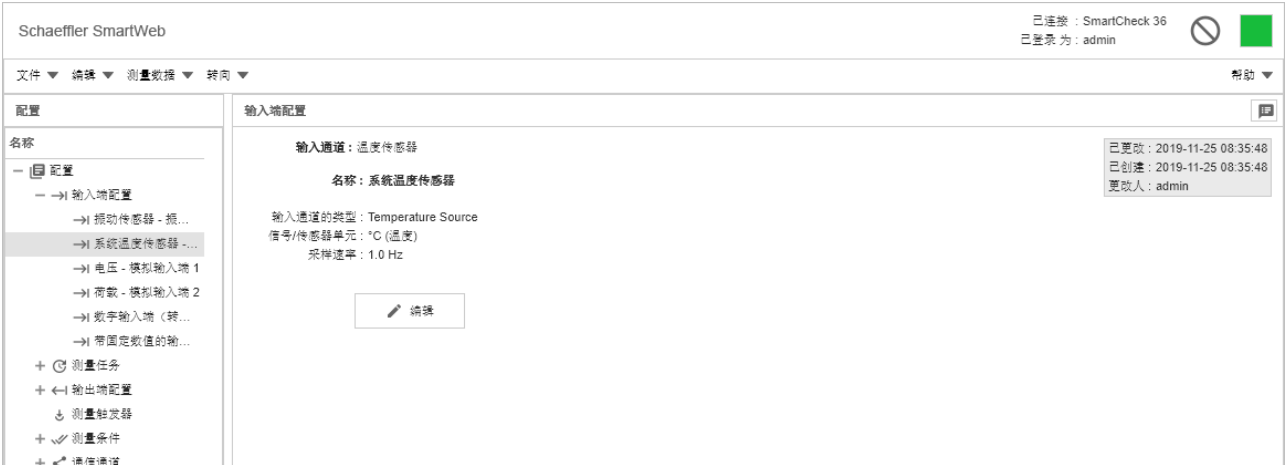 Schaeffler SmartWeb
已连接 : SmartCheck 36
已登录 为 : admin
文件 编辑 测量数据 转向 帮助
配置
输入端配置
名称
配置
输入端配置
振动传感器 - 振...
系统温度传感器 -...
电压 - 模拟输入端 1
荷载 - 模拟输入端 2
数字输入端（转...
带固定数值的输...
测量任务
输出端配置
测量触发器
测量条件
通信通道
输入通道 : 温度传感器
名称 : 系统温度传感器
输入通道的类型 : Temperature Source
信号/传感器单元 : °C (温度)
采样速率 : 1.0 Hz
编辑
已更改 : 2019-11-25 08:35:48
已创建 : 2019-11-25 08:35:48
更改人 : admin